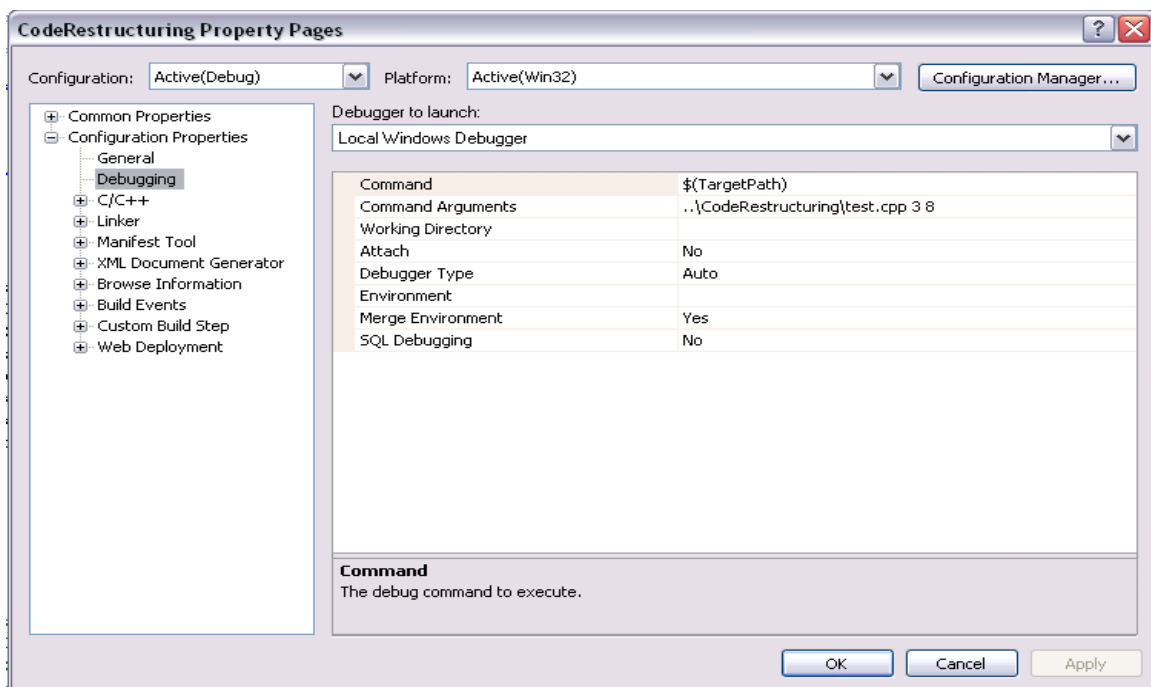 CodeRestructuring Property Pages
Configuration: Active(Debug) Platform: Active(Win32) Configuration Manager...
Common Properties
Configuration Properties
General
Debugging
C/C++
Linker
Manifest Tool
XML Document Generator
Browse Information
Build Events
Custom Build Step
Web Deployment
Debugger to launch:
Local Windows Debugger
Command $(TargetPath)
Command Arguments ..\CodeRestructuring\test.cpp 3 8
Working Directory
Attach No
Debugger Type Auto
Environment
Merge Environment Yes
SQL Debugging No
Command
The debug command to execute.
OK Cancel Apply